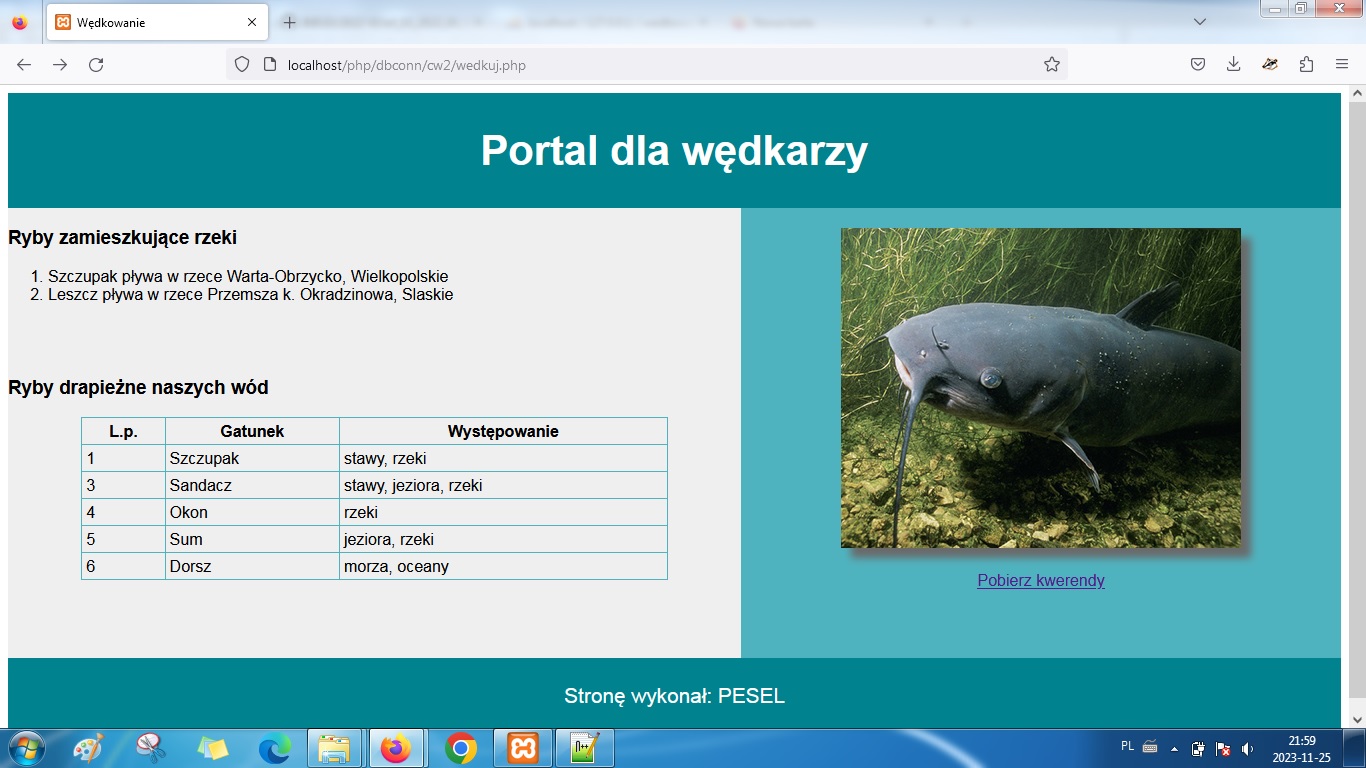 Wędkowanie
localhost/php/dbconn/cw2/wedkuj.php
Portal dla wędkarzy
Ryby zamieszkujące rzeki
1. Szczupak pływa w rzece Warta-Obrzycko, Wielkopolskie
2. Leszcz pływa w rzece Przemsza k. Okradzinowa, Slaskie
Ryby drapieżne naszych wód
L.p. Gatunek Występowanie
1 Szczupak stawy, rzeki
3 Sandacz stawy, jeziora, rzeki
4 Okon rzeki
5 Sum jeziora, rzeki
6 Dorsz morza, oceany
Pobierz kwerendy
Stronę wykonał: PESEL
PL
21:59
2023-11-25